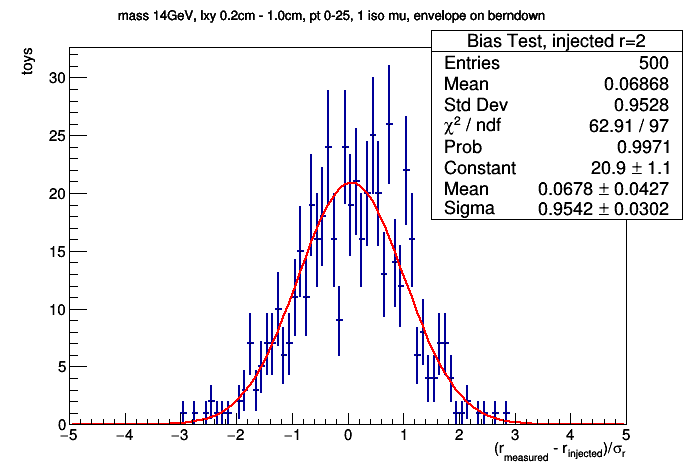 mass 14GeV, lxy 0.2cm - 1.0cm, pt 0-25, 1 iso mu, envelope on berndown
toys
Bias Test, injected r=2
Entries 500
Mean 0.06868
Std Dev 0.9528
χ² / ndf 62.91 / 97
Prob 0.9971
Constant 20.9 ± 1.1
Mean 0.0678 ± 0.0427
Sigma 0.9542 ± 0.0302
30
25
20
15
10
5
0
−5 −4 −3 −2 −1 0 1 2 3 4 5
(r_measured - r_injected)/σ_r